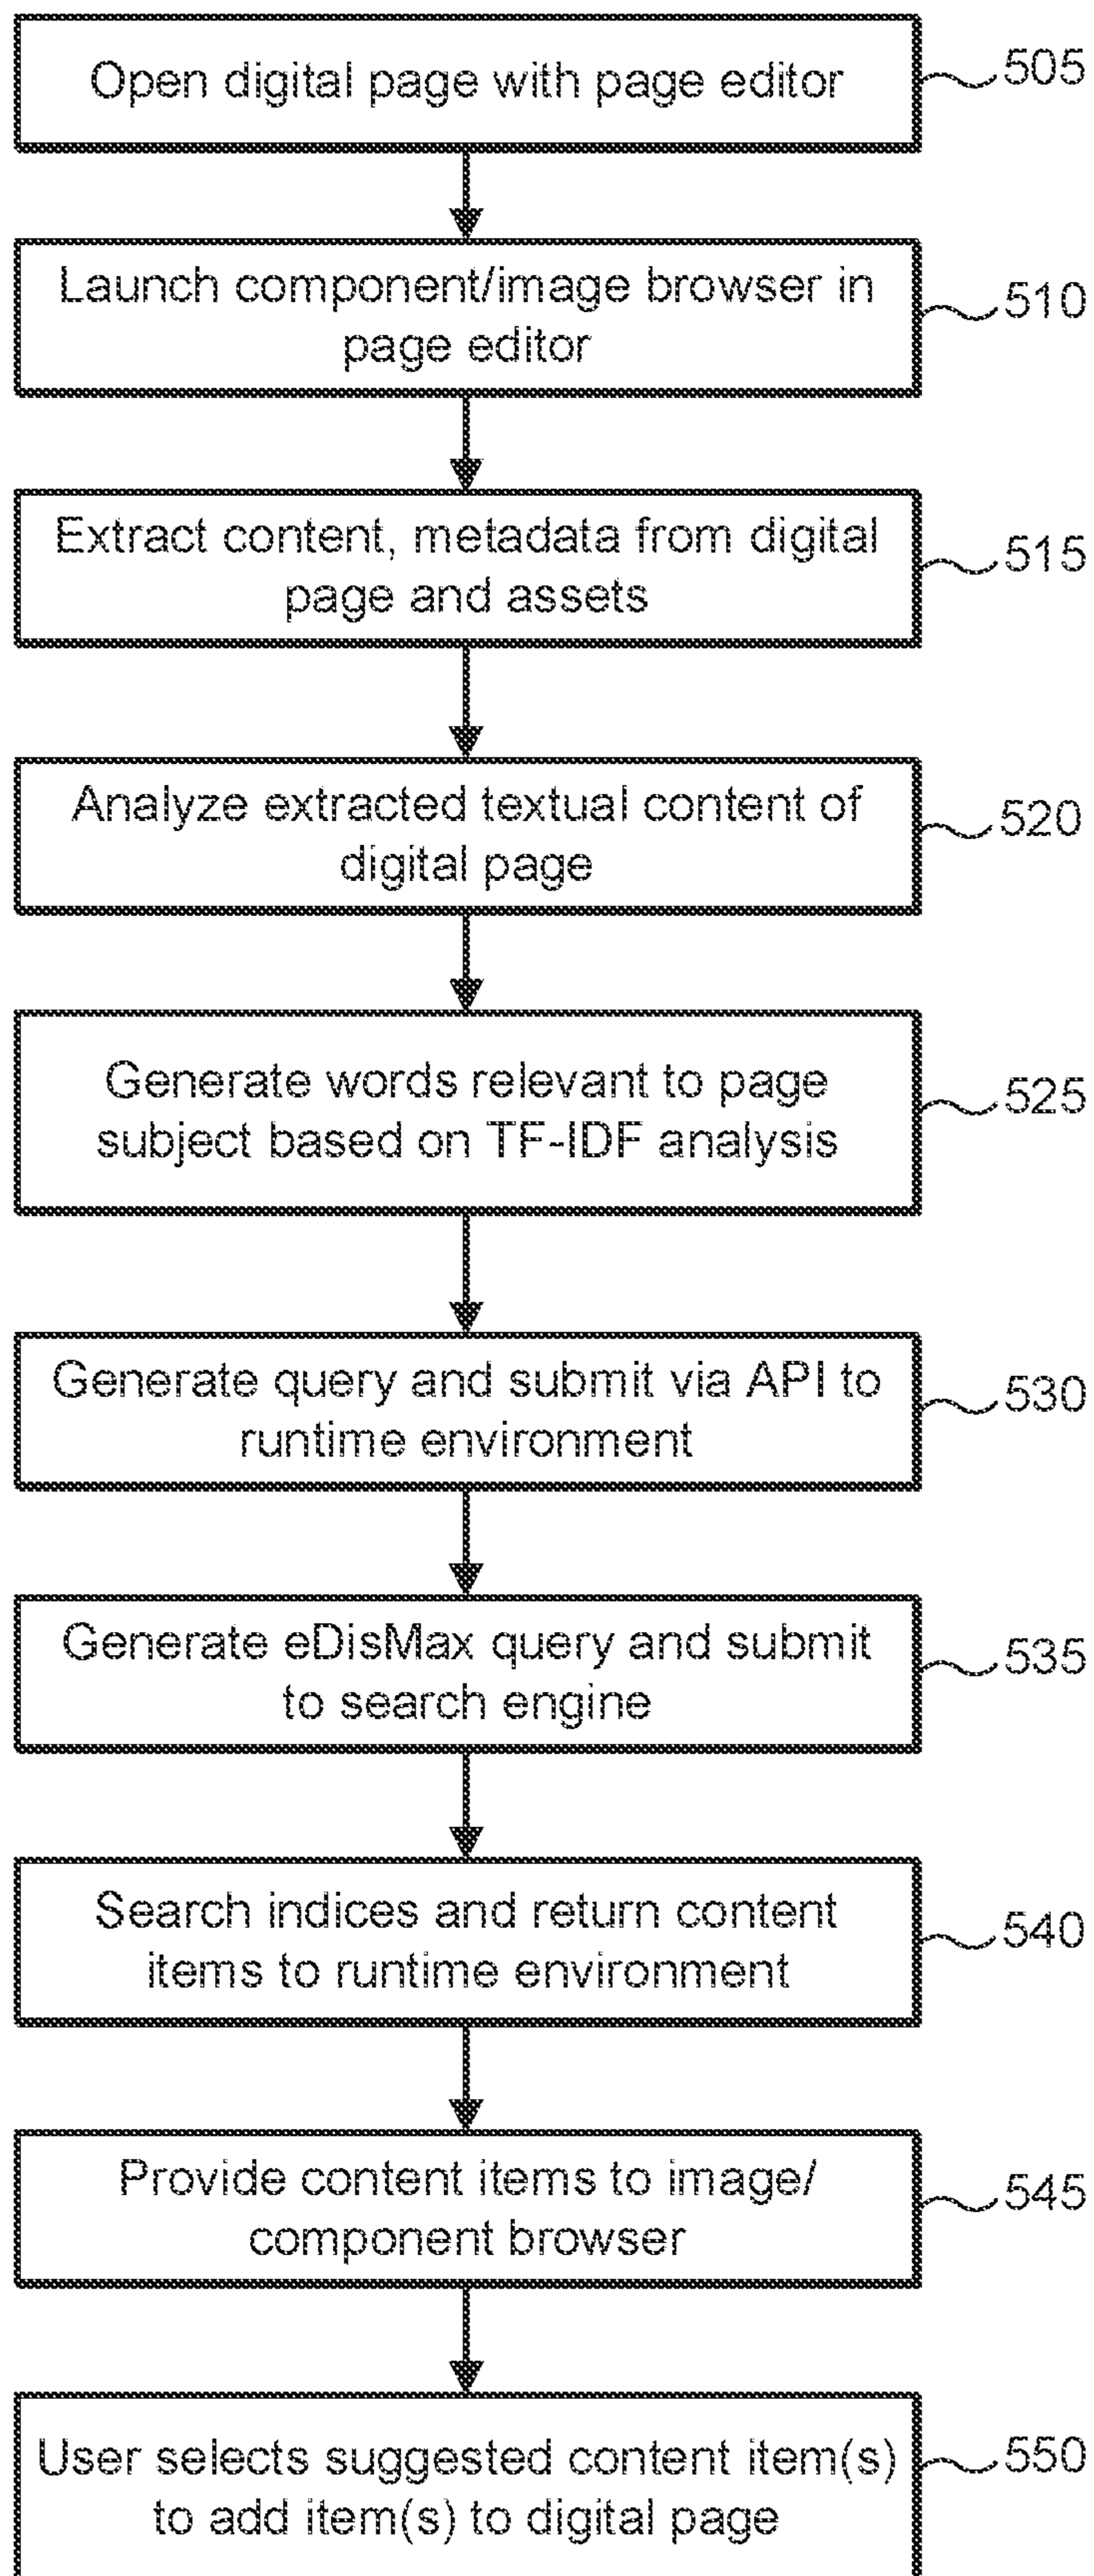 Open digital page with page editor
505
Launch component/image browser in
page editor
510
Extract content, metadata from digital
page and assets
515
Analyze extracted textual content of
digital page
520
Generate words relevant to page
subject based on TF-IDF analysis
525
Generate query and submit via API to
runtime environment
530
Generate eDisMax query and submit
to search engine
535
Search indices and return content
items to runtime environment
540
Provide content items to image/
component browser
545
User selects suggested content item(s)
to add item(s) to digital page
550